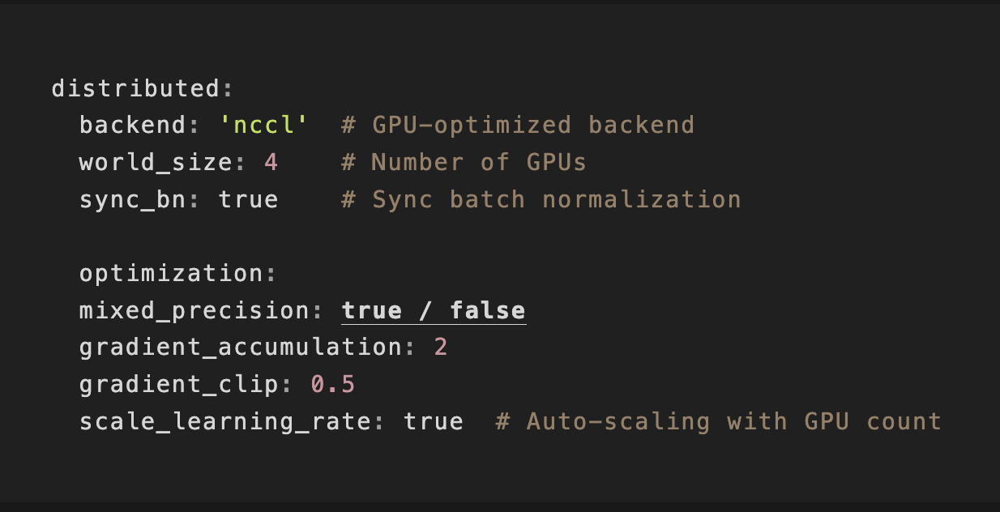 distributed:
  backend: 'nccl'  # GPU-optimized backend
  world_size: 4    # Number of GPUs
  sync_bn: true    # Sync batch normalization

  optimization:
  mixed_precision: true / false
  gradient_accumulation: 2
  gradient_clip: 0.5
  scale_learning_rate: true  # Auto-scaling with GPU count